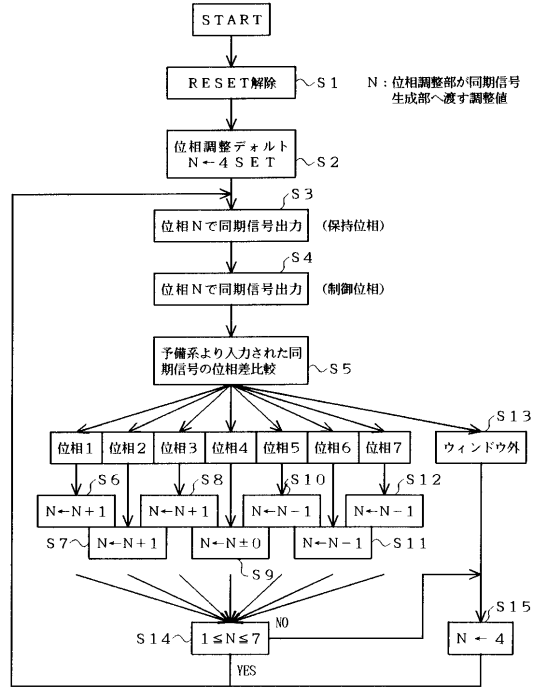 START
RESET解除
S1
N：位相調整部が同期信号
生成部へ渡す調整値
位相調整デォルト
N←4SET
S2
S3
位相Nで同期信号出力
(保持位相)
S4
位相Nで同期信号出力
(制御位相)
予備系より入力された同
期信号の位相差比較
S5
S13
位相1 位相2 位相3 位相4 位相5 位相6 位相7 ウィンドウ外
S6 S8 S10 S12
N←N+1 N←N+1 N←N-1 N←N-1
S7 N←N+1 N←N±0 N←N-1 S11
S9
S15
S14 1≦N≦7 NO N←4
YES